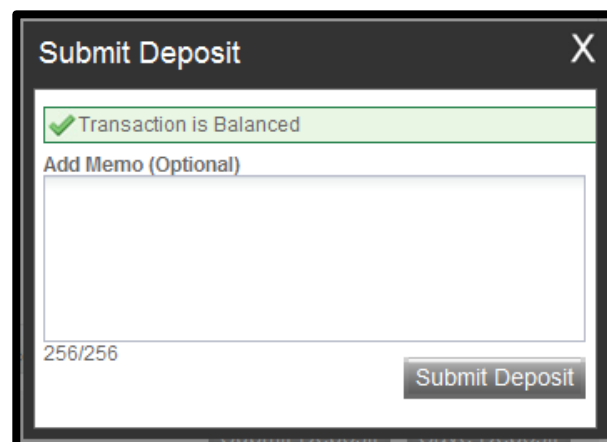 Submit Deposit X
Transaction is Balanced
Add Memo (Optional)
256/256
Submit Deposit